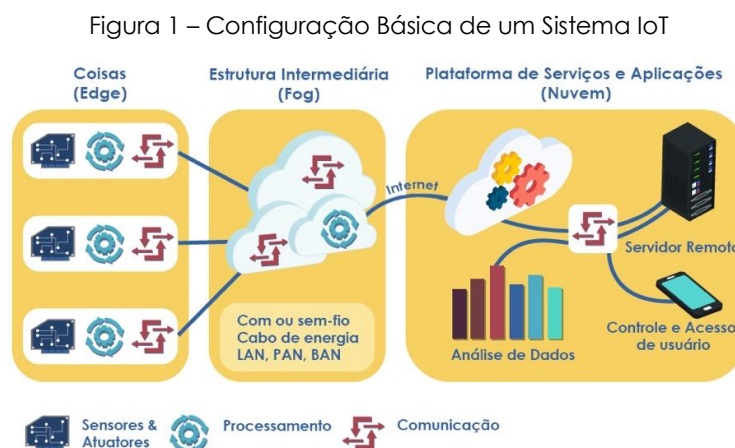 Figura 1 – Configuração Básica de um Sistema IoT
Coisas
(Edge)
Estrutura Intermediária
(Fog)
Plataforma de Serviços e Aplicações
(Nuvem)
Internet
Servidor Remoto
Com ou sem-fio
Cabo de energia
LAN, PAN, BAN
Análise de Dados
Controle e Acesso
de usuário
Sensores &
Atuatores
Processamento
Comunicação